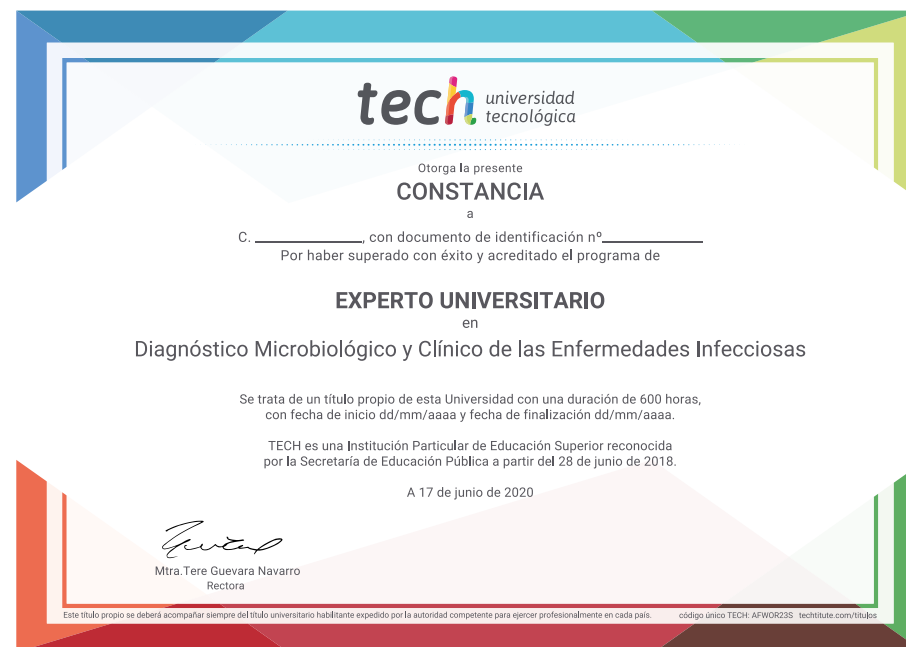 tech universidad
tecnológica
Otorga la presente
CONSTANCIA
a
C. ____________, con documento de identificación nº____________
Por haber superado con éxito y acreditado el programa de
EXPERTO UNIVERSITARIO
en
Diagnóstico Microbiológico y Clínico de las Enfermedades Infecciosas
Se trata de un título propio de esta Universidad con una duración de 600 horas,
con fecha de inicio dd/mm/aaaa y fecha de finalización dd/mm/aaaa.
TECH es una Institución Particular de Educación Superior reconocida
por la Secretaría de Educación Pública a partir del 28 de junio de 2018.
A 17 de junio de 2020
Mtra.Tere Guevara Navarro
Rectora
Este título propio se deberá acompañar siempre del título universitario habilitante expedido por la autoridad competente para ejercer profesionalmente en cada país. código único TECH: AFWOR23S techtitute.com/titulos